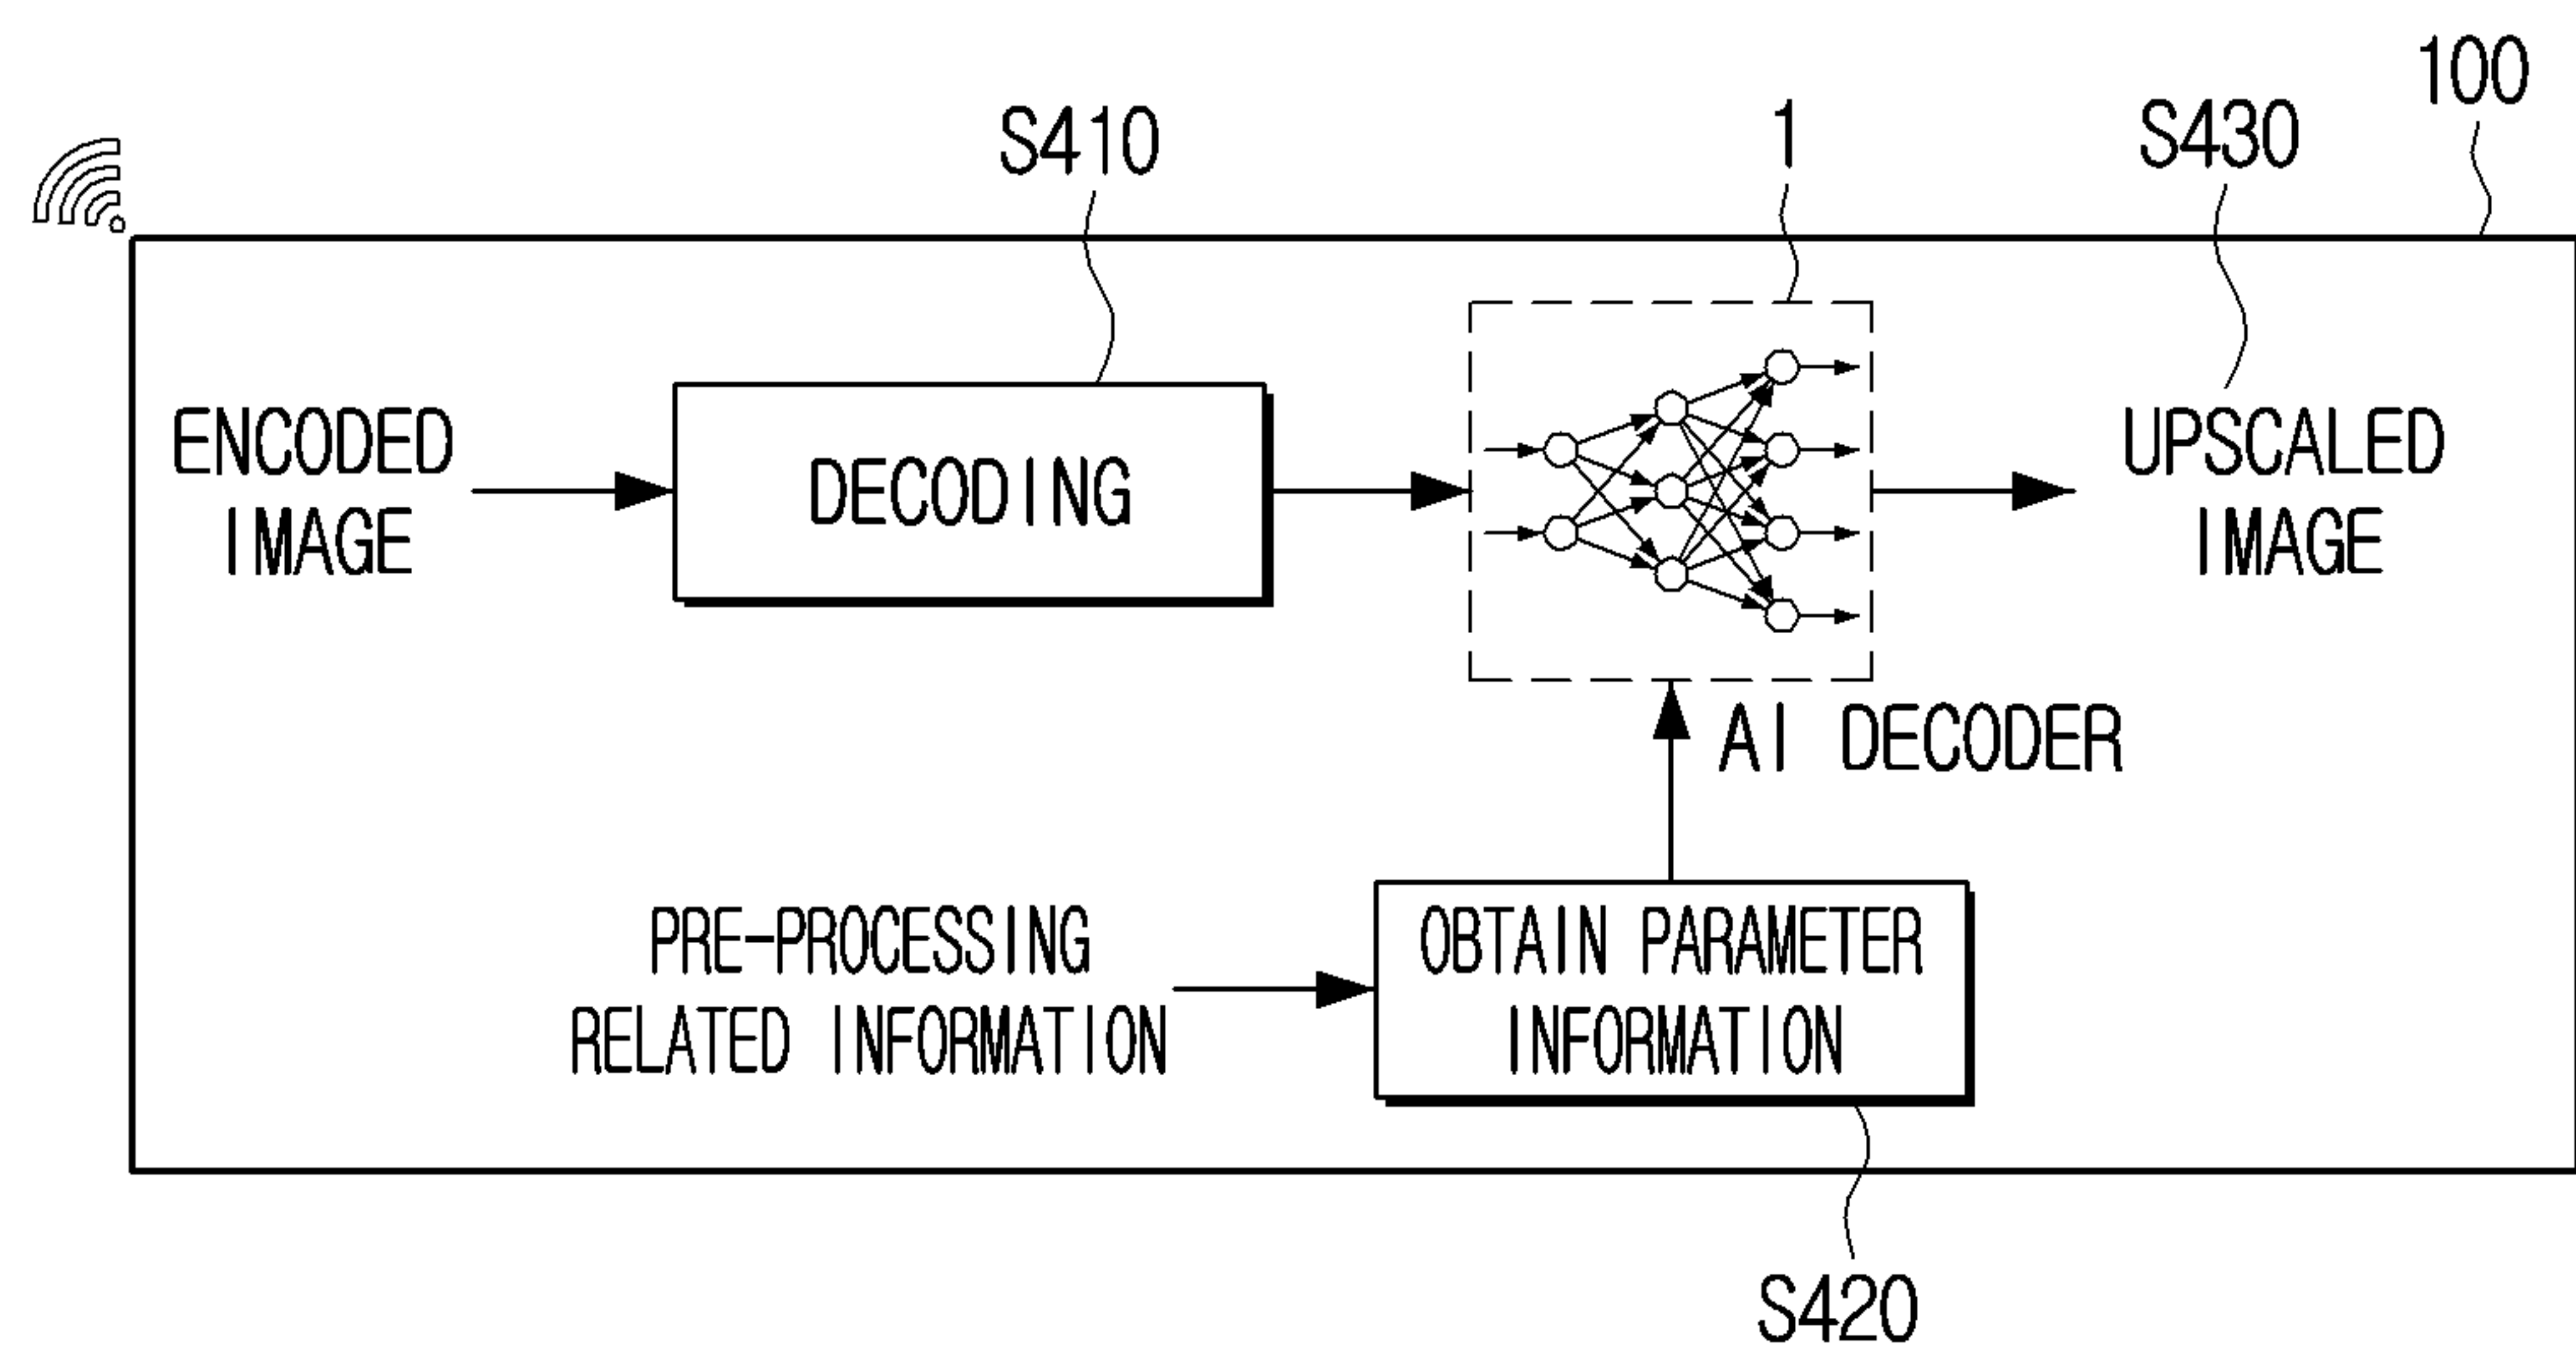 100
S410
1
S430
ENCODED
IMAGE
DECODING
UPSCALED
IMAGE
AI DECODER
PRE-PROCESSING
RELATED INFORMATION
OBTAIN PARAMETER
INFORMATION
S420